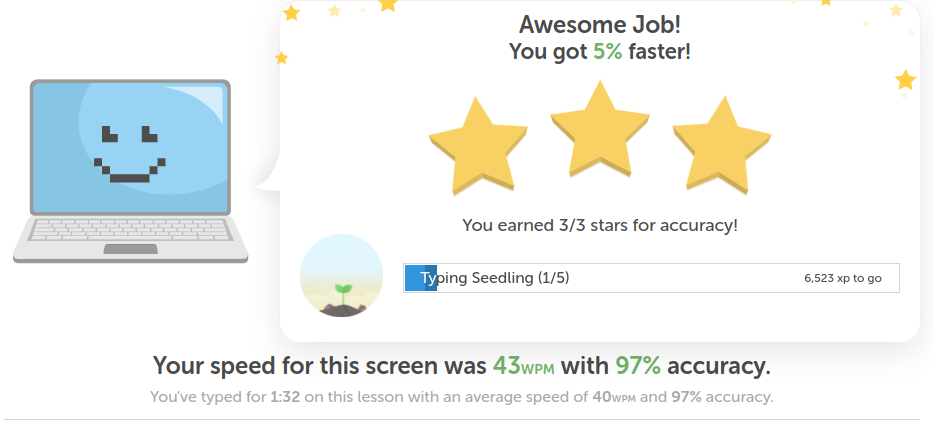 Awesome Job!
You got 5% faster!
You earned 3/3 stars for accuracy!
Typing Seedling (1/5) 6,523 xp to go
Your speed for this screen was 43WPM with 97% accuracy.
You've typed for 1:32 on this lesson with an average speed of 40WPM and 97% accuracy.